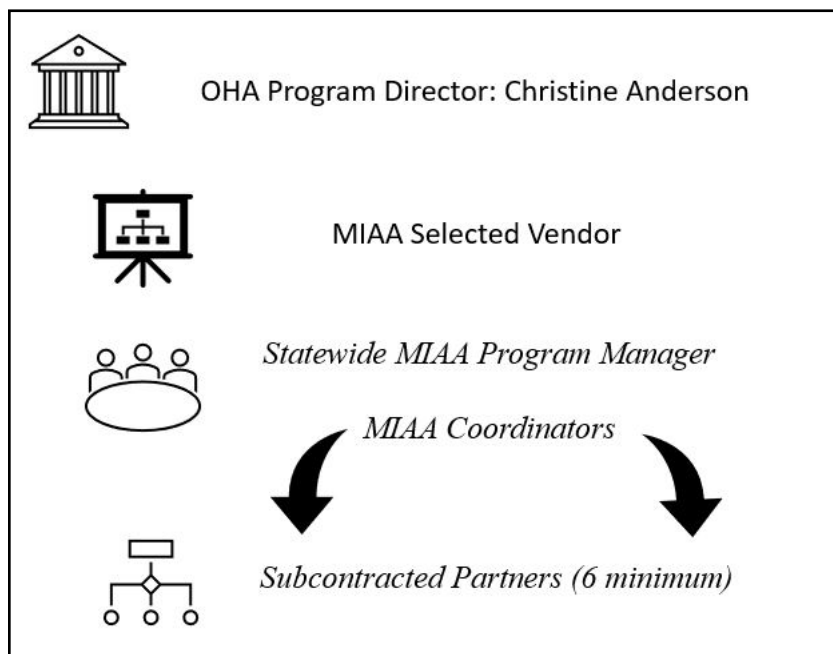 OHA Program Director: Christine Anderson
MIAA Selected Vendor
Statewide MIAA Program Manager
MIAA Coordinators
Subcontracted Partners (6 minimum)